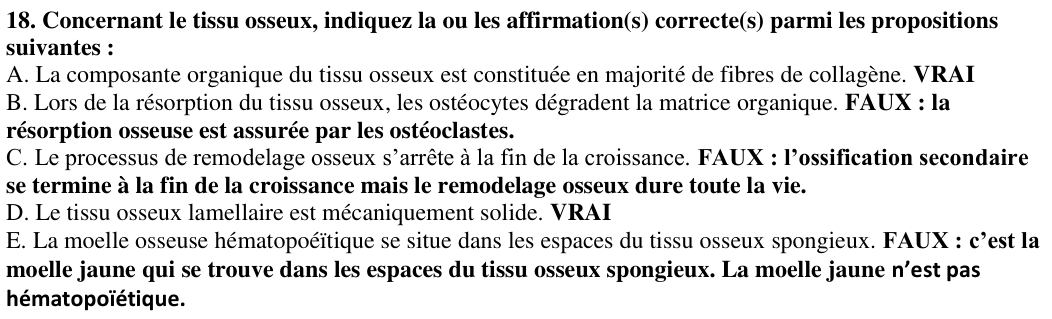 18. Concernant le tissu osseux, indiquez la ou les affirmation(s) correcte(s) parmi les propositions
suivantes :
A. La composante organique du tissu osseux est constituée en majorité de fibres de collagène. VRAI
B. Lors de la résorption du tissu osseux, les ostéocytes dégradent la matrice organique. FAUX : la
résorption osseuse est assurée par les ostéoclastes.
C. Le processus de remodelage osseux s’arrête à la fin de la croissance. FAUX : l’ossification secondaire
se termine à la fin de la croissance mais le remodelage osseux dure toute la vie.
D. Le tissu osseux lamellaire est mécaniquement solide. VRAI
E. La moelle osseuse hématopoéïtique se situe dans les espaces du tissu osseux spongieux. FAUX : c’est la
moelle jaune qui se trouve dans les espaces du tissu osseux spongieux. La moelle jaune n’est pas
hématopoïétique.